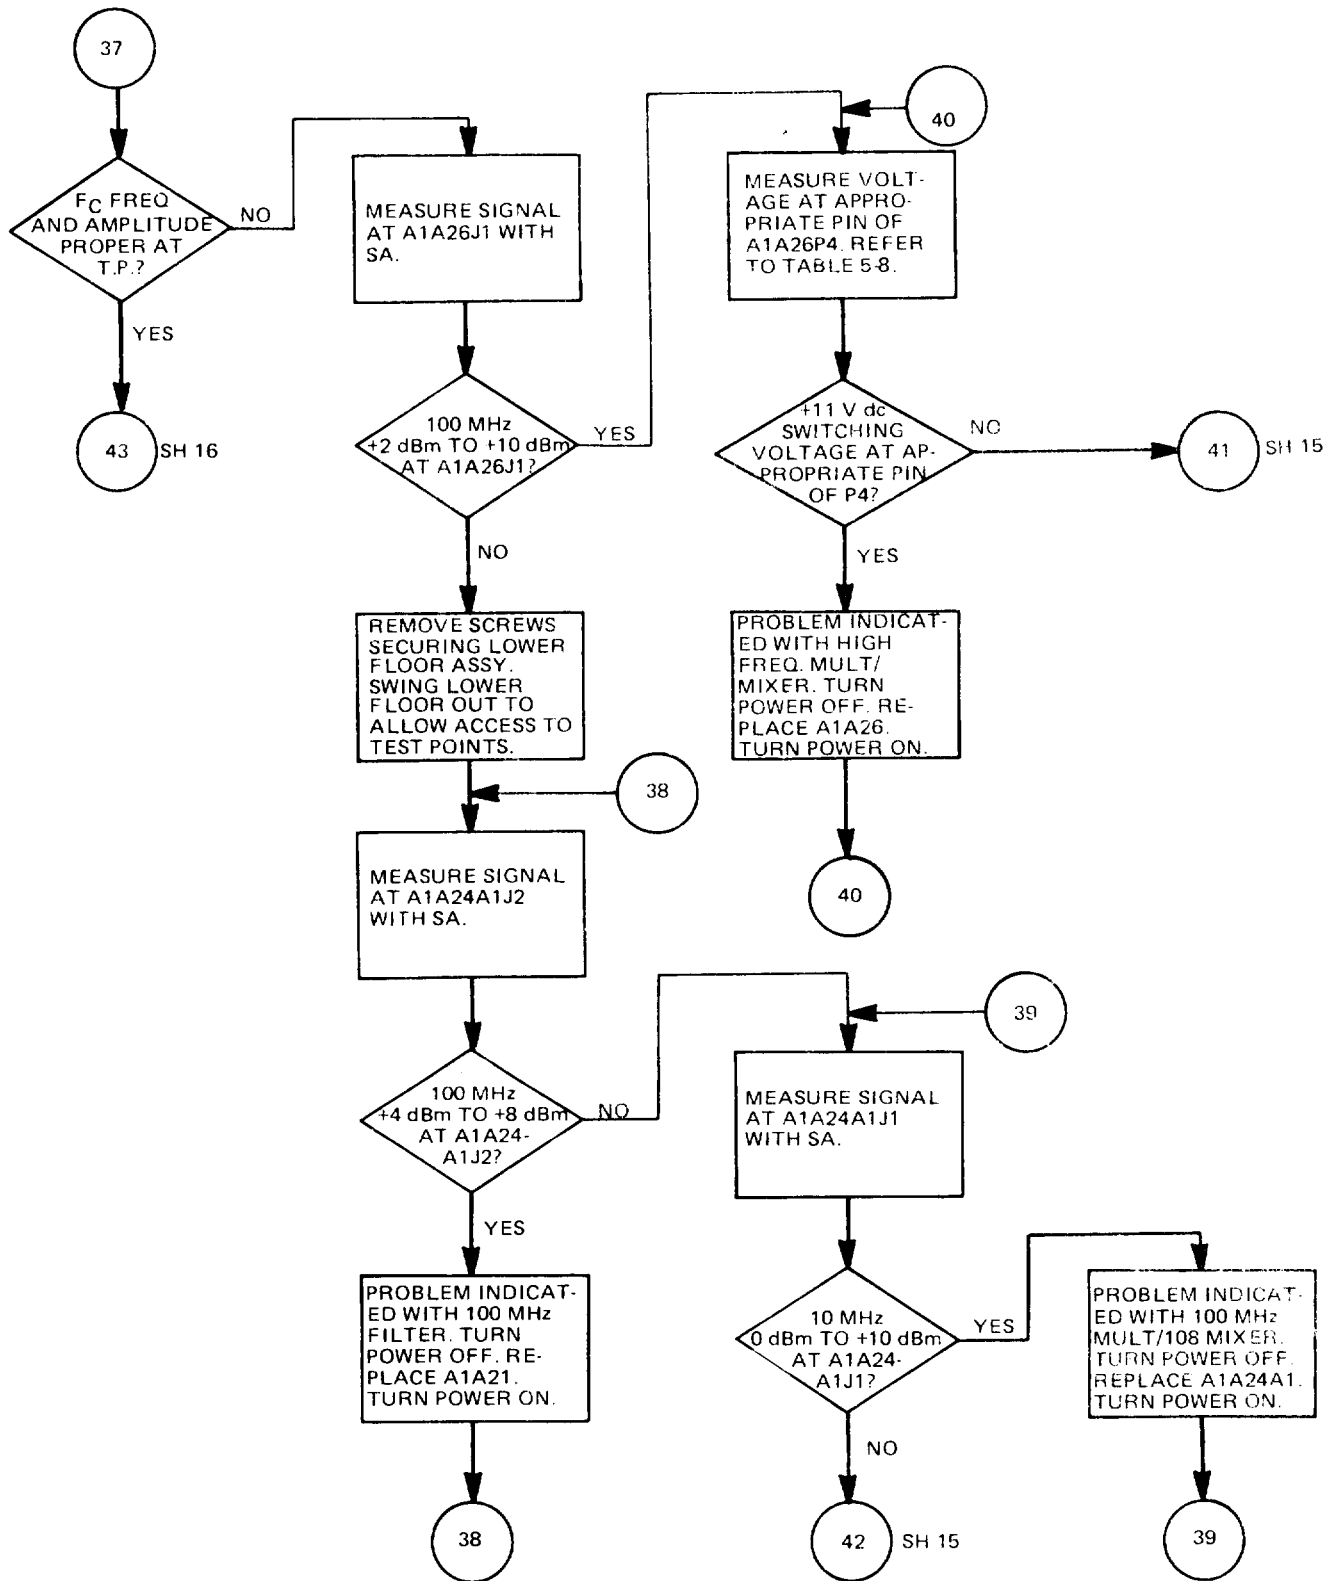 37
FC FREQ
AND AMPLITUDE
PROPER AT
T.P.?
NO
YES
43
SH 16
MEASURE SIGNAL
AT A1A26J1 WITH
SA.
100 MHz
+2 dBm TO +10 dBm
AT A1A26J1?
YES
NO
40
MEASURE VOLT-
AGE AT APPRO-
PRIATE PIN OF
A1A26P4. REFER
TO TABLE 5-8.
+11 V dc
SWITCHING
VOLTAGE AT AP-
PROPRIATE PIN
OF P4?
NO
41
SH 15
YES
PROBLEM INDICAT-
ED WITH HIGH
FREQ. MULT/
MIXER. TURN
POWER OFF. RE-
PLACE A1A26.
TURN POWER ON.
40
REMOVE SCREWS
SECURING LOWER
FLOOR ASSY.
SWING LOWER
FLOOR OUT TO
ALLOW ACCESS TO
TEST POINTS.
38
MEASURE SIGNAL
AT A1A24A1J2
WITH SA.
100 MHz
+4 dBm TO +8 dBm
AT A1A24-
A1J2?
NO
YES
PROBLEM INDICAT-
ED WITH 100 MHz
FILTER. TURN
POWER OFF. RE-
PLACE A1A21.
TURN POWER ON.
38
39
MEASURE SIGNAL
AT A1A24A1J1
WITH SA.
10 MHz
0 dBm TO +10 dBm
AT A1A24-
A1J1?
YES
NO
42
SH 15
PROBLEM INDICAT-
ED WITH 100 MHz
MULT/108 MIXER.
TURN POWER OFF.
REPLACE A1A24A1.
TURN POWER ON.
39